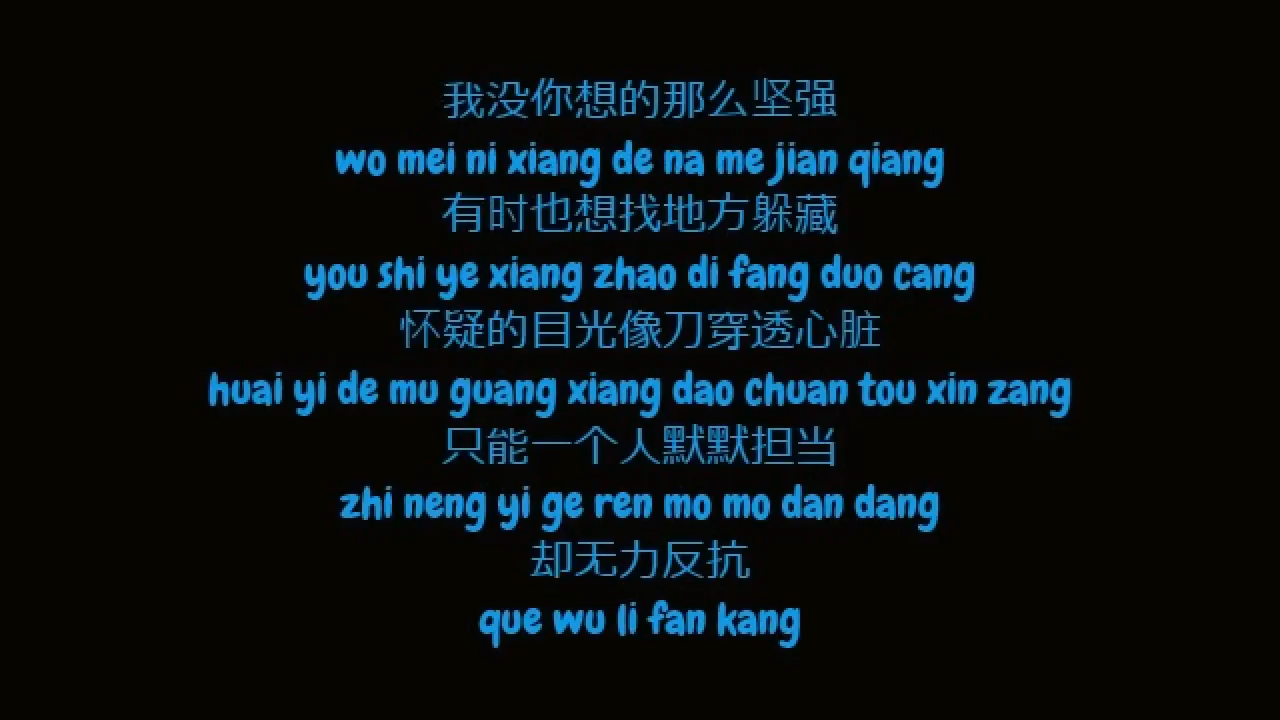 我没你想的那么坚强
wo mei ni xiang de na me jian qiang
有时也想找地方躲藏
you shi ye xiang zhao di fang duo cang
怀疑的目光像刀穿透心脏
huai yi de mu guang xiang dao chuan tou xin zang
只能一个人默默担当
zhi neng yi ge ren mo mo dan dang
却无力反抗
que wu li fan kang